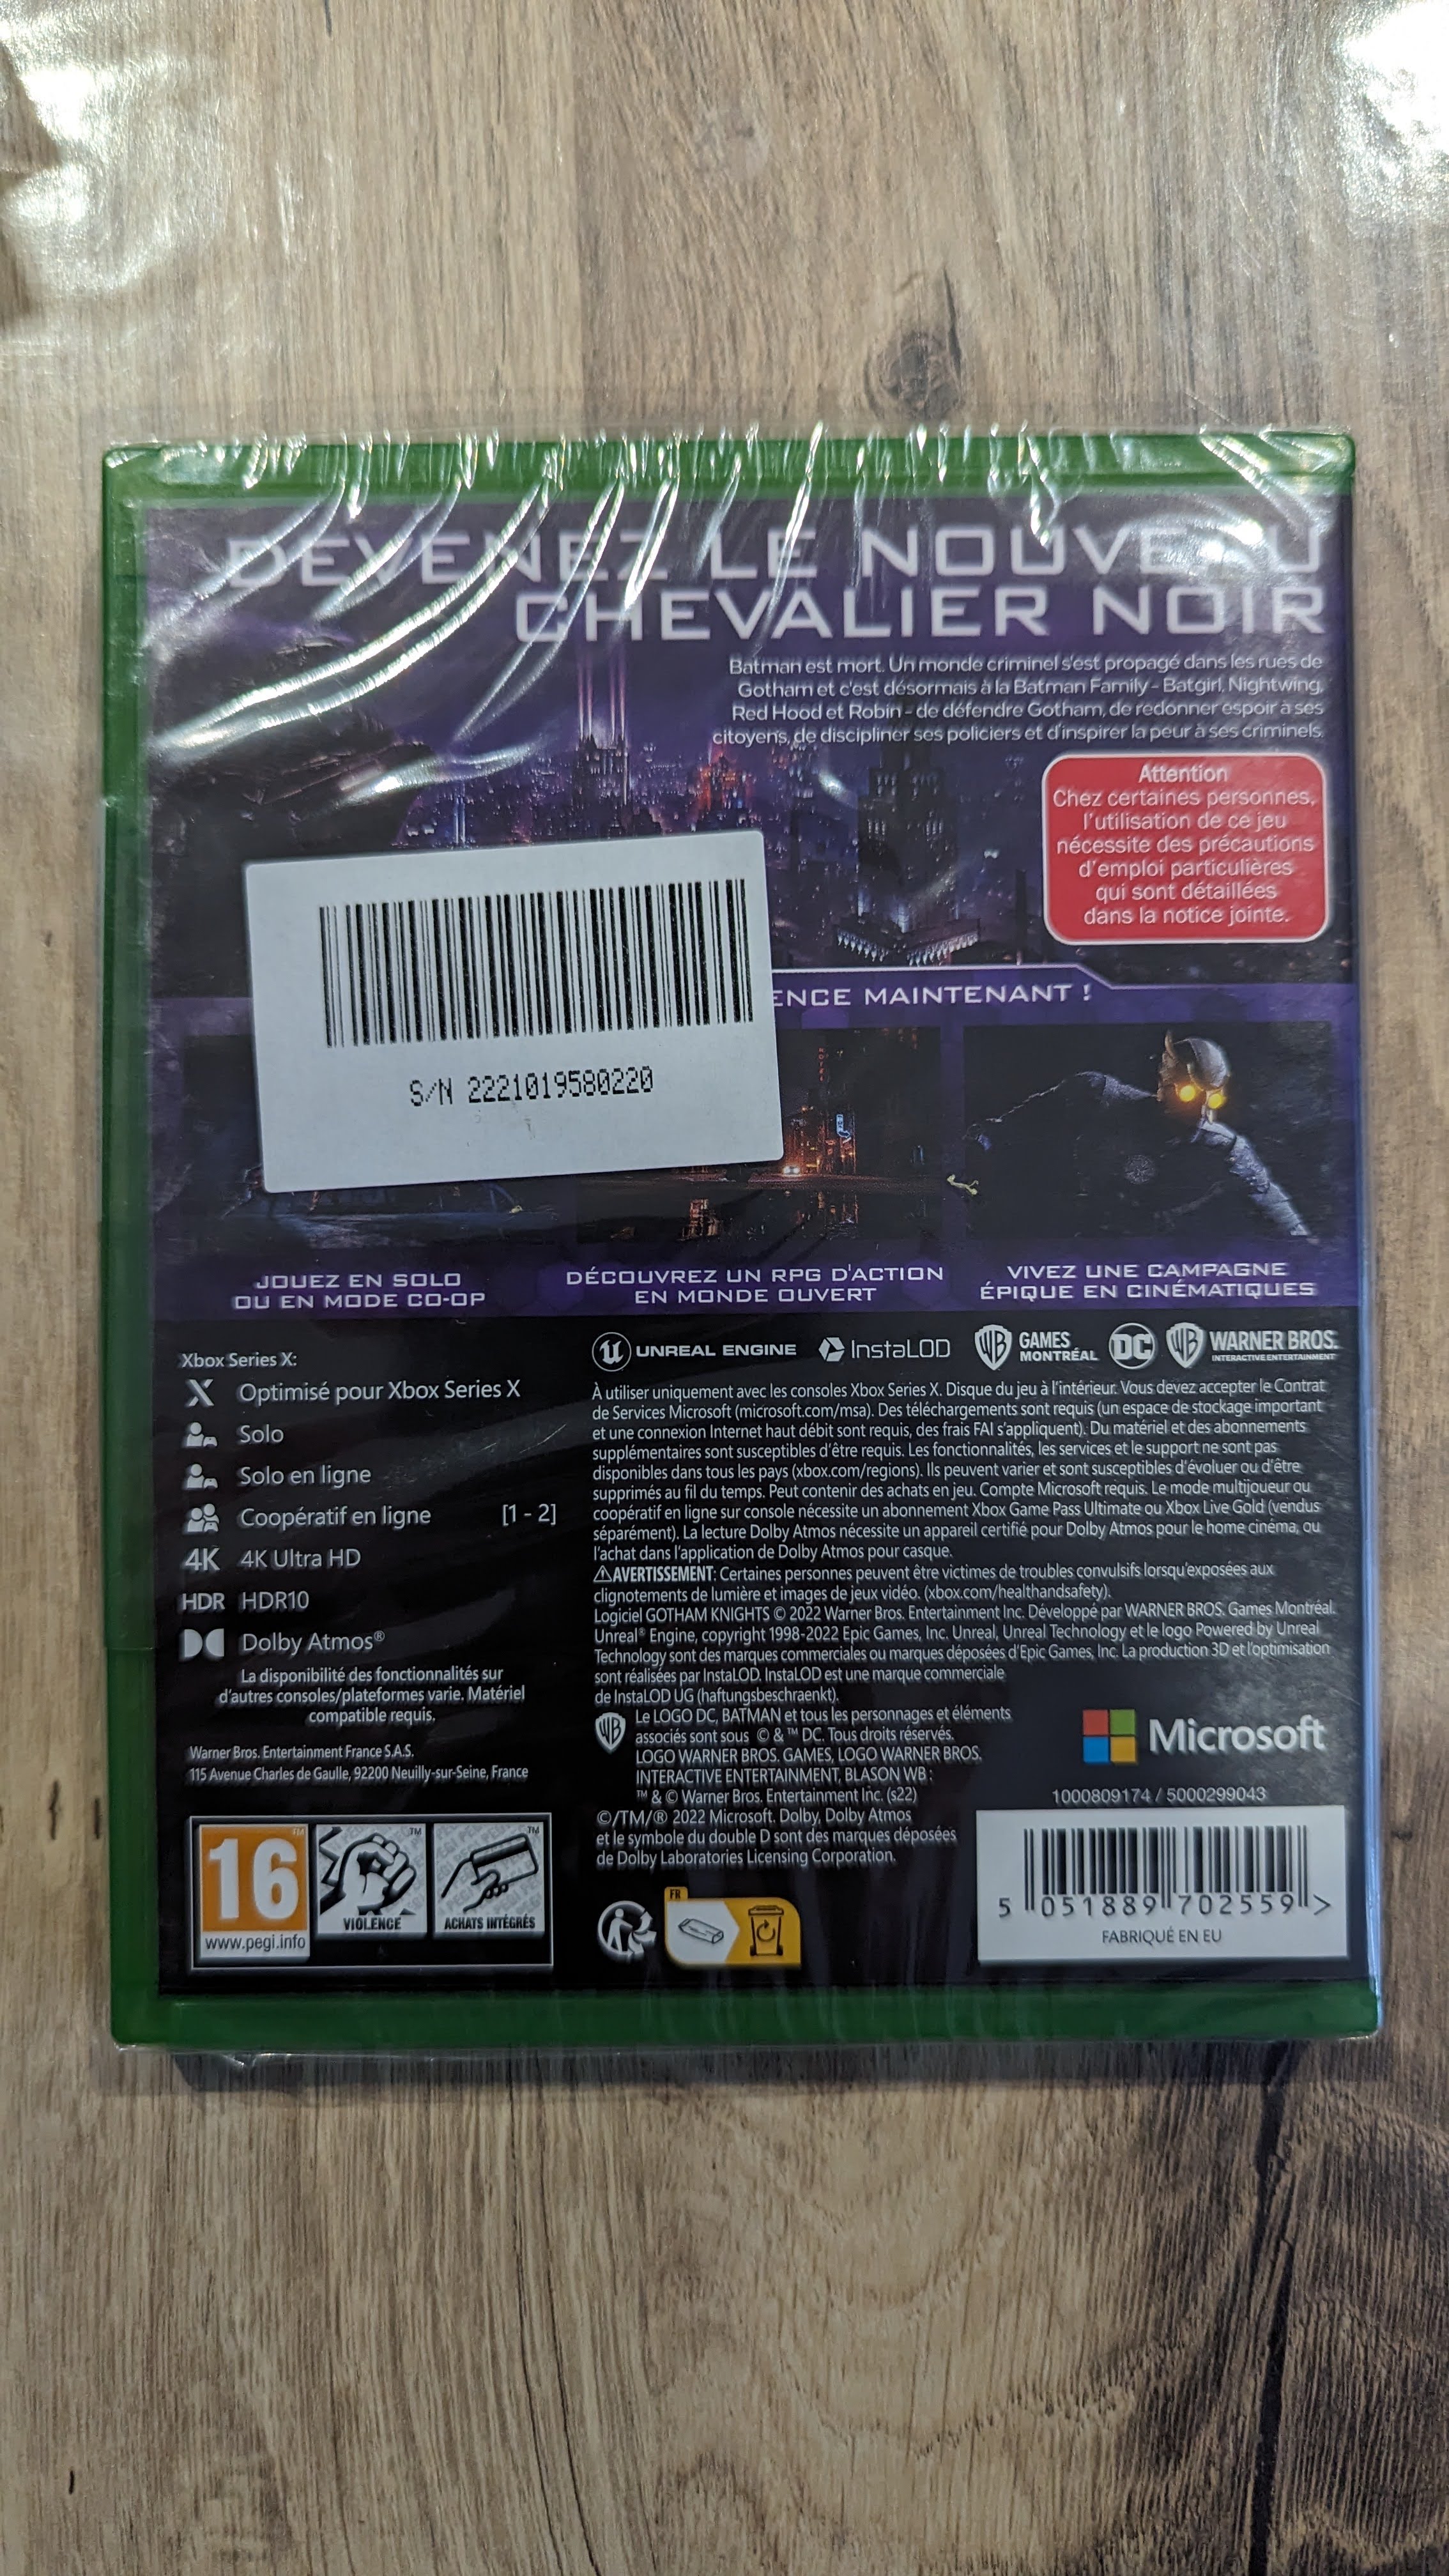 DEVENEZ LE NOUVEAU
CHEVALIER NOIR
Batman est mort. Un monde criminel s'est propagé dans les rues de
Gotham et c'est désormais à la Batman Family - Batgirl, Nightwing,
Red Hood et Robin - de défendre Gotham, de redonner espoir à ses
citoyens, de discipliner ses policiers et d'inspirer la peur à ses criminels.
Attention
Chez certaines personnes,
l'utilisation de ce jeu
nécessite des précautions
d'emploi particulières
qui sont détaillées
dans la notice jointe.
ENCE MAINTENANT !
S/N 2221019580220
JOUEZ EN SOLO
OU EN MODE CO-OP
DÉCOUVREZ UN RPG D'ACTION
EN MONDE OUVERT
VIVEZ UNE CAMPAGNE
ÉPIQUE EN CINÉMATIQUES
Xbox Series X:
Optimisé pour Xbox Series X
Solo
Solo en ligne
Coopératif en ligne [1 - 2]
4K 4K Ultra HD
HDR HDR10
Dolby Atmos®
La disponibilité des fonctionnalités sur
d'autres consoles/plateformes varie. Matériel
compatible requis.
Warner Bros. Entertainment France S.A.S.
115 Avenue Charles de Gaulle, 92200 Neuilly-sur-Seine, France
16
www.pegi.info
VIOLENCE
ACHATS INTÉGRÉS
UNREAL ENGINE InstaLOD WB GAMES MONTRÉAL DC WB WARNER BROS. INTERACTIVE ENTERTAINMENT
À utiliser uniquement avec les consoles Xbox Series X. Disque du jeu à l'intérieur. Vous devez accepter le Contrat
de Services Microsoft (microsoft.com/msa). Des téléchargements sont requis (un espace de stockage important
et une connexion Internet haut débit sont requis, des frais FAI s'appliquent). Du matériel et des abonnements
supplémentaires sont susceptibles d'être requis. Les fonctionnalités, les services et le support ne sont pas
disponibles dans tous les pays (xbox.com/regions). Ils peuvent varier et sont susceptibles d'évoluer ou d'être
supprimés au fil du temps. Peut contenir des achats en jeu. Compte Microsoft requis. Le mode multijoueur ou
coopératif en ligne sur console nécessite un abonnement Xbox Game Pass Ultimate ou Xbox Live Gold (vendus
séparément). La lecture Dolby Atmos nécessite un appareil certifié pour Dolby Atmos pour le home cinéma, ou
l'achat dans l'application de Dolby Atmos pour casque.
⚠AVERTISSEMENT: Certaines personnes peuvent être victimes de troubles convulsifs lorsqu'exposées aux
clignotements de lumière et images de jeux vidéo. (xbox.com/healthandsafety).
Logiciel GOTHAM KNIGHTS © 2022 Warner Bros. Entertainment Inc. Développé par WARNER BROS. Games Montréal.
Unreal® Engine, copyright 1998-2022 Epic Games, Inc. Unreal, Unreal Technology et le logo Powered by Unreal
Technology sont des marques commerciales ou marques déposées d'Epic Games, Inc. La production 3D et l'optimisation
sont réalisées par InstaLOD. InstaLOD est une marque commerciale
de InstaLOD UG (haftungsbeschraenkt).
WB
Le LOGO DC, BATMAN et tous les personnages et éléments
associés sont sous © & ™ DC. Tous droits réservés.
LOGO WARNER BROS. GAMES, LOGO WARNER BROS.
INTERACTIVE ENTERTAINMENT, BLASON WB :
™ & © Warner Bros. Entertainment Inc. (s22)
©/TM/® 2022 Microsoft. Dolby, Dolby Atmos
et le symbole du double D sont des marques déposées
de Dolby Laboratories Licensing Corporation.
FR
Microsoft
1000809174 / 5000299043
5 051889 702559 >
FABRIQUÉ EN EU